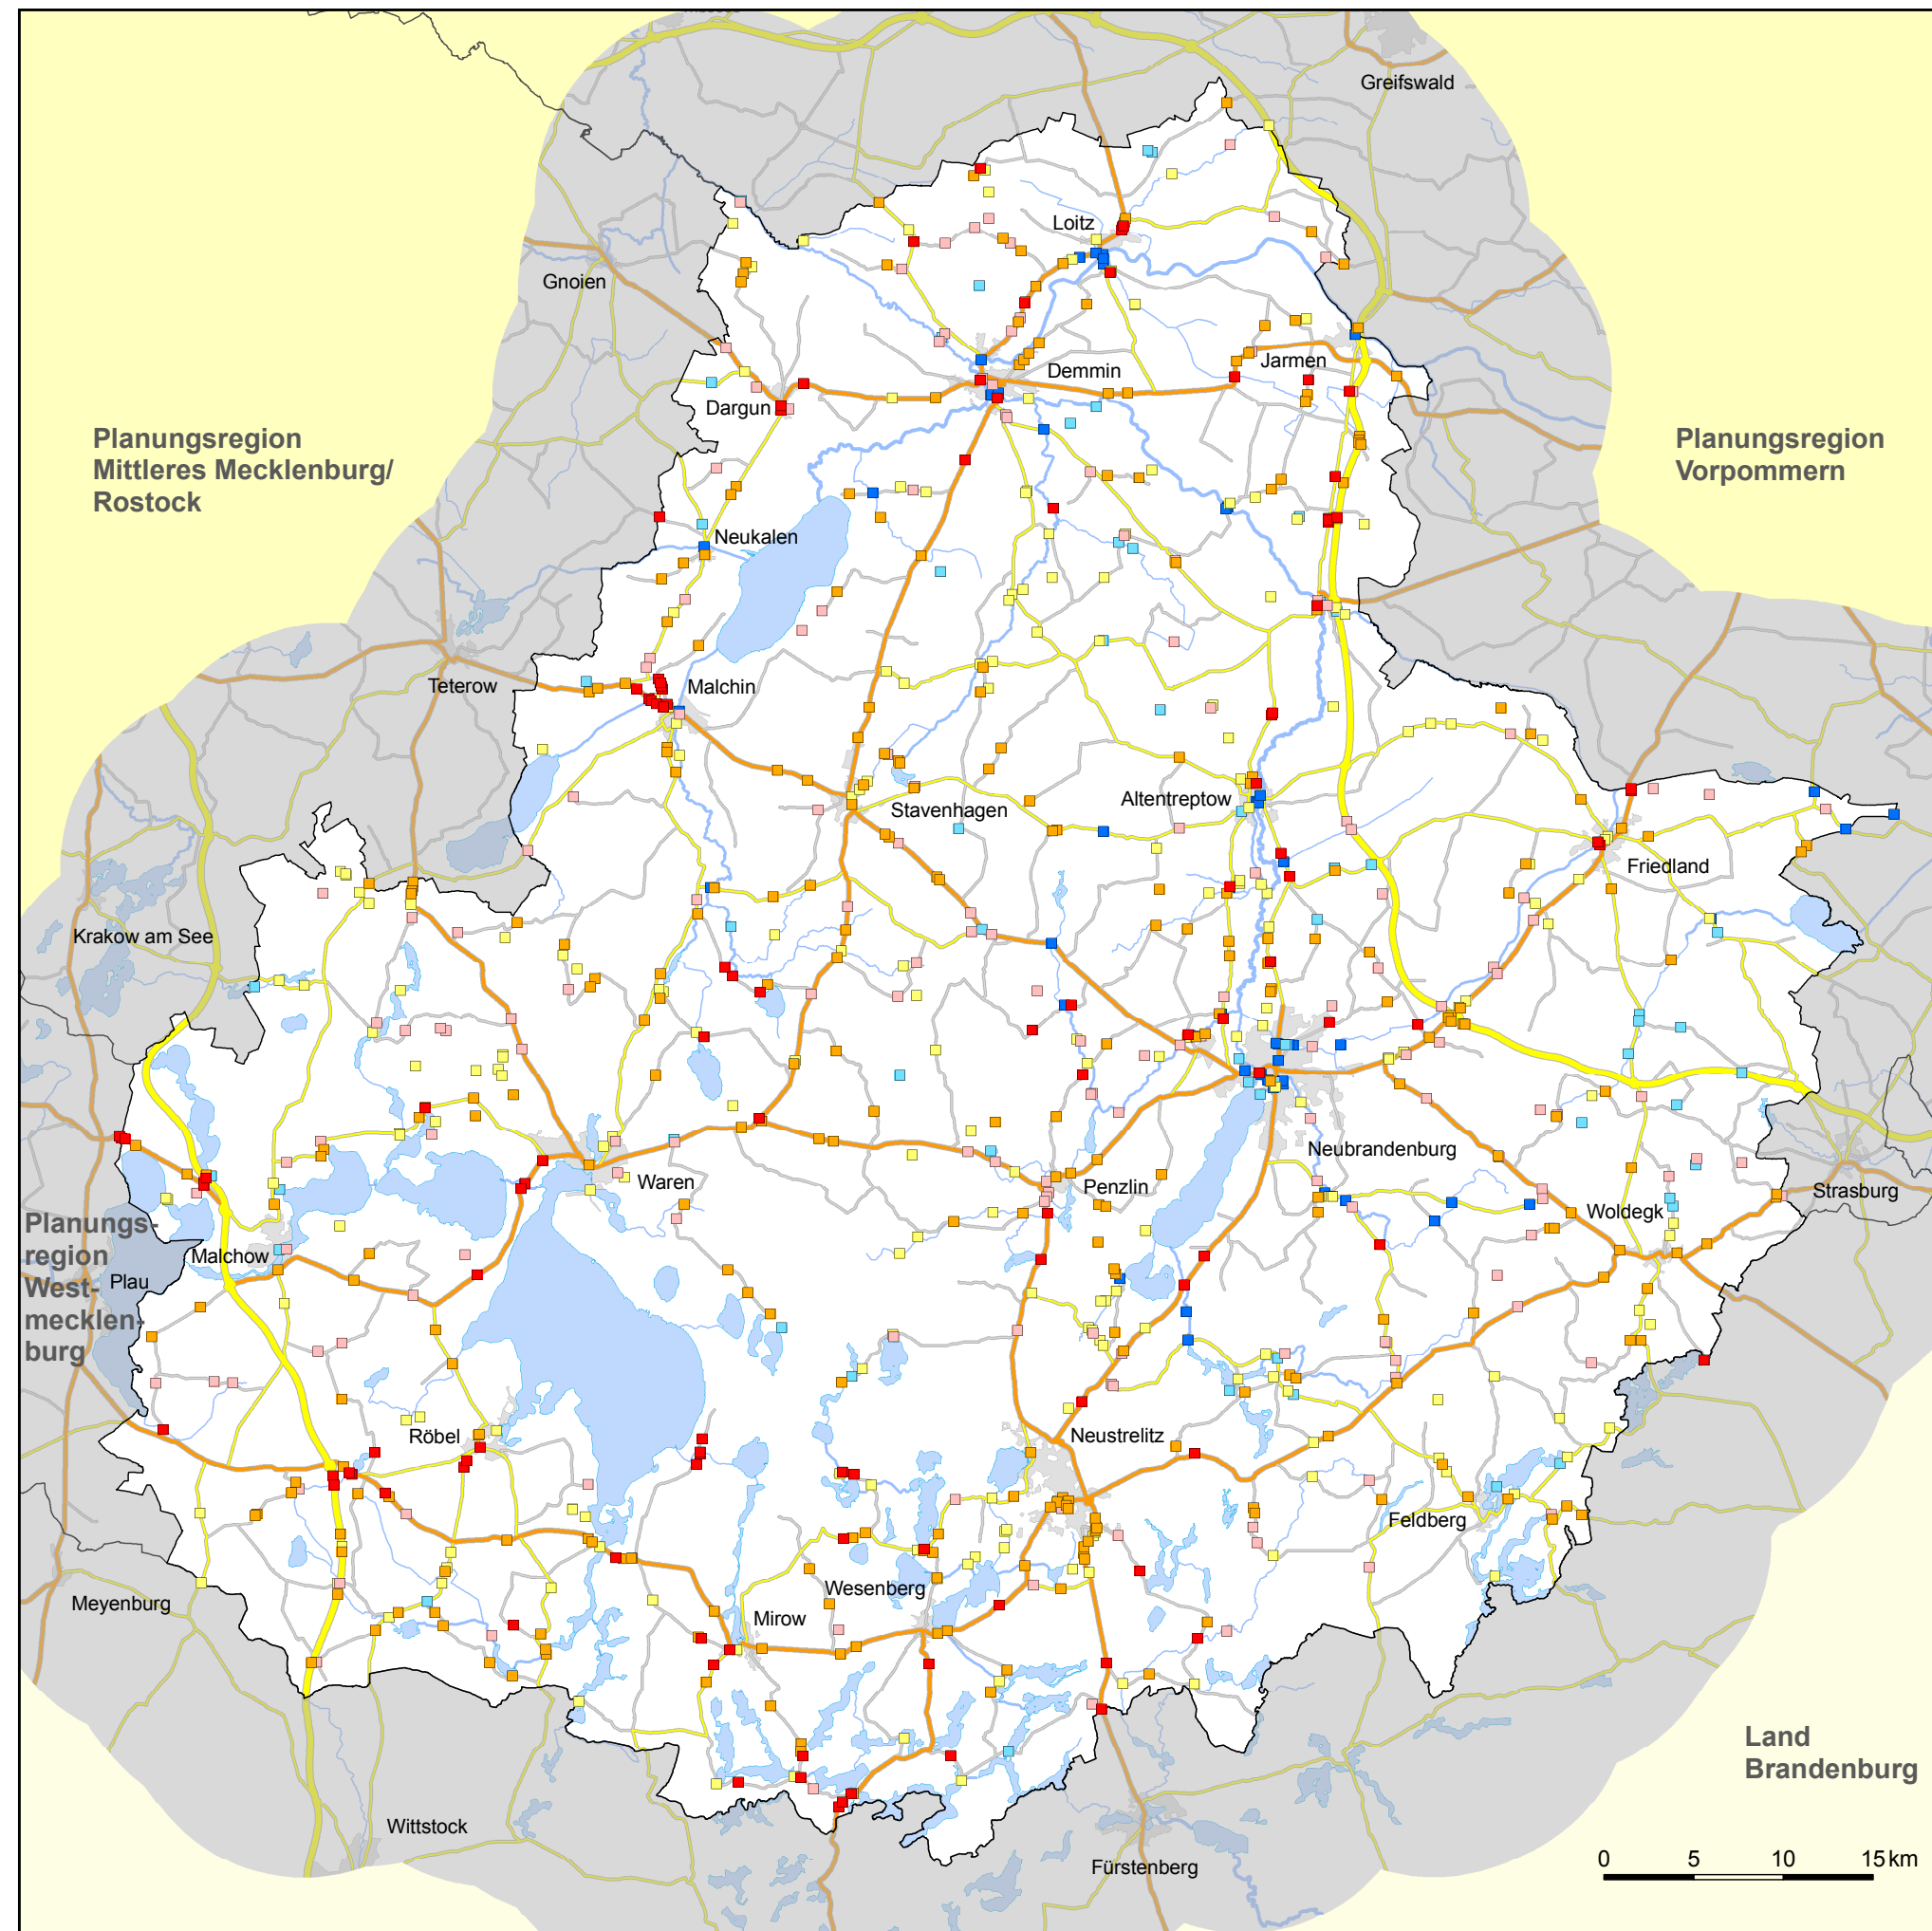 Greifswald
Loitz
Gnoien
Jarmen
Demmin
Dargun
Planungsregion
Mittleres Mecklenburg/
Rostock
Planungsregion
Vorpommern
Neukalen
Teterow
Malchin
Altentreptow
Stavenhagen
Friedland
Krakow am See
Neubrandenburg
Waren
Penzlin
Strasburg
Woldegk
Planungs-
region
West-
mecklen-
burg
Malchow
Plau
Röbel
Neustrelitz
Feldberg
Wesenberg
Meyenburg
Mirow
Land
Brandenburg
Wittstock
Fürstenberg
0 5 10 15 km